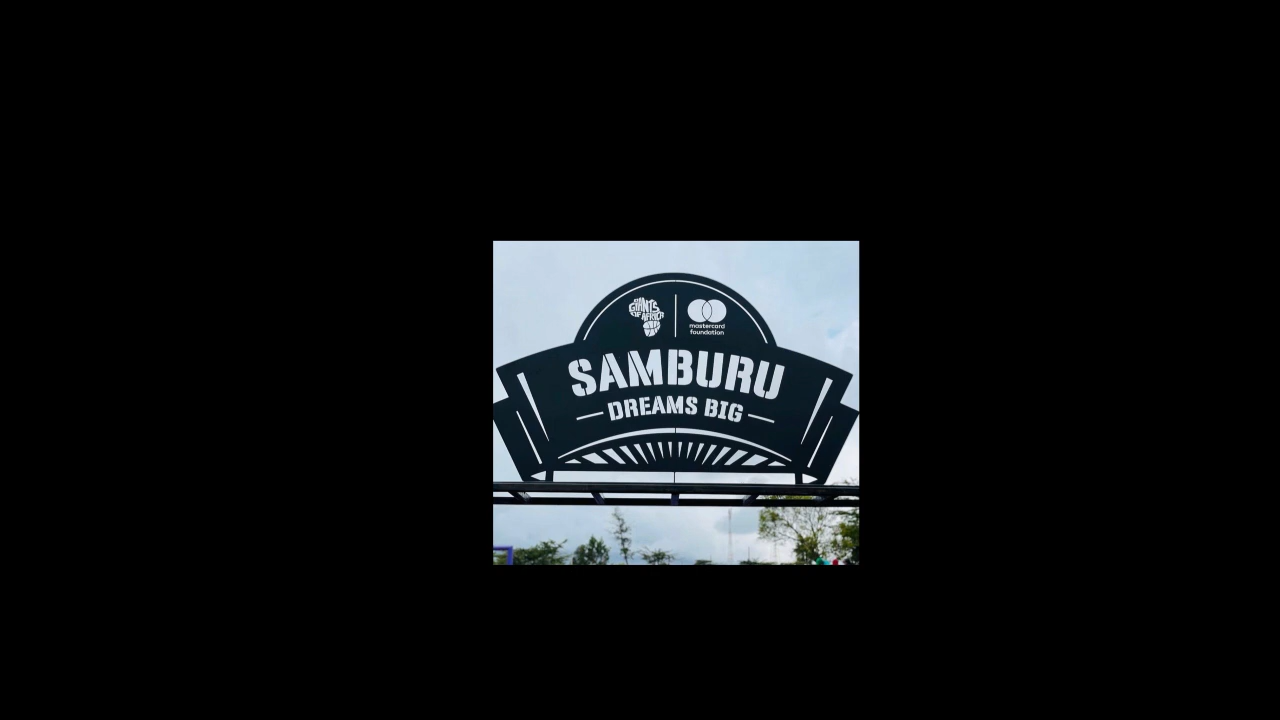 GIANTS
OF AFRICA
mastercard
foundation
SAMBURU
DREAMS BIG